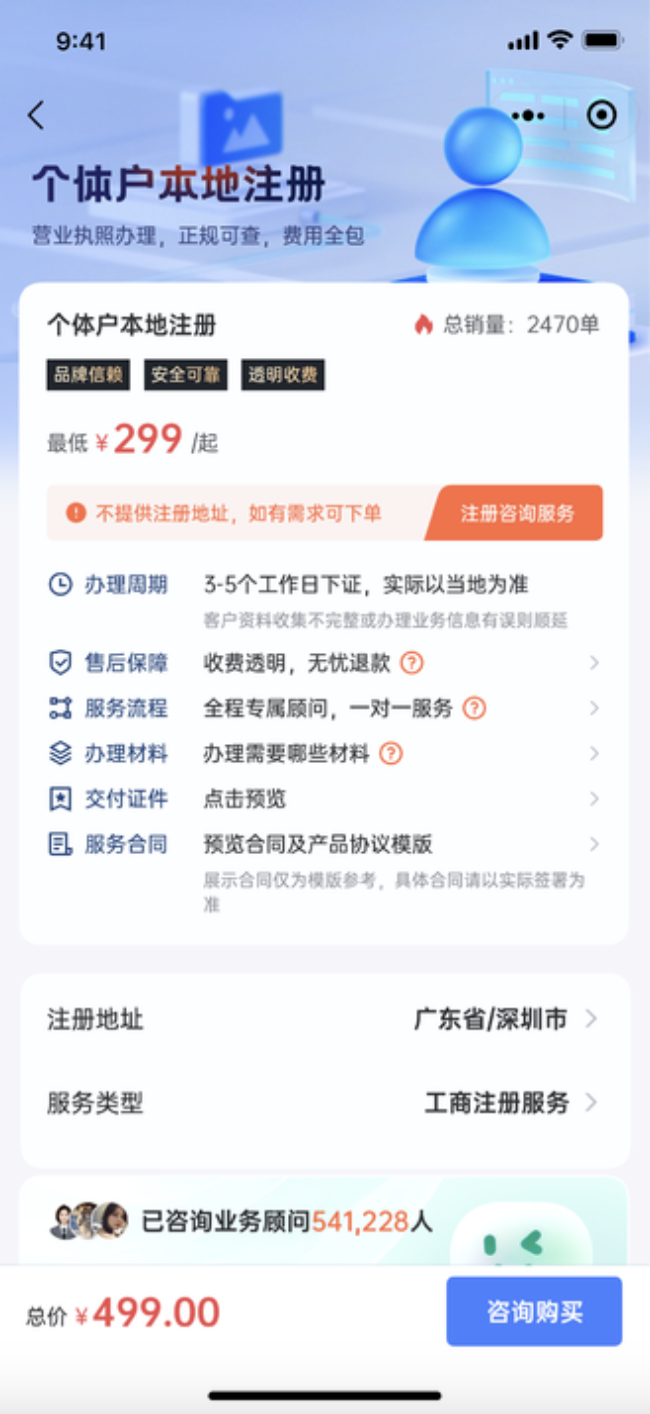 9:41
个体户本地注册
营业执照办理，正规可查，费用全包
个体户本地注册
总销量：2470单
品牌信赖 安全可靠 透明收费
最低¥299/起
不提供注册地址，如有需求可下单 注册咨询服务
办理周期 3-5个工作日下证，实际以当地为准
客户资料收集不完整或办理业务信息有误则顺延
售后保障 收费透明，无忧退款
服务流程 全程专属顾问，一对一服务
办理材料 办理需要哪些材料
交付证件 点击预览
服务合同 预览合同及产品协议模版
展示合同仅为模版参考，具体合同请以实际签署为
准
注册地址 广东省/深圳市
服务类型 工商注册服务
已咨询业务顾问541,228人
总价¥499.00 咨询购买